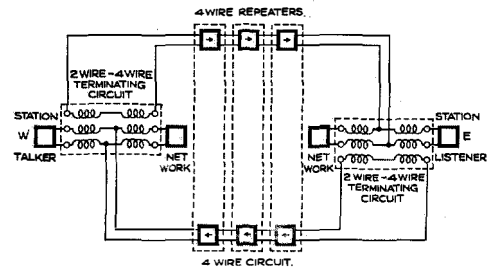 4 WIRE REPEATERS.
2 WIRE-4 WIRE
TERMINATING
CIRCUIT
STATION
W
TALKER
NET
WORK
NET
WORK
STATION
E
LISTENER
2 WIRE-4 WIRE
TERMINATING
CIRCUIT
4 WIRE CIRCUIT.